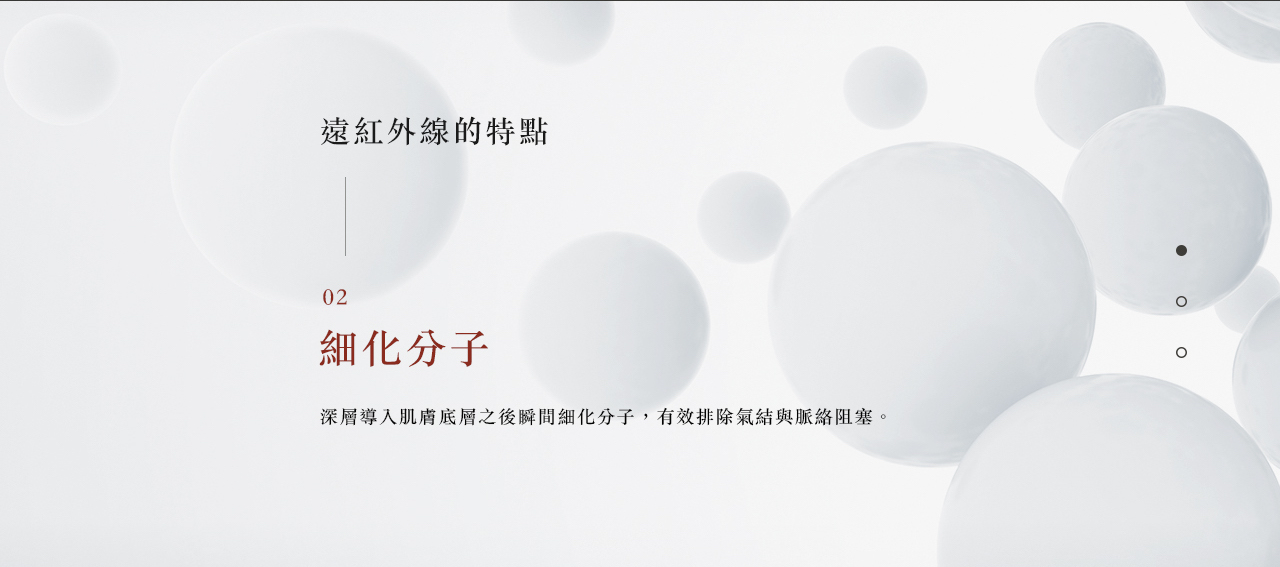 遠紅外線的特點
02
細化分子
深層導入肌膚底層之後瞬間細化分子，有效排除氣結與脈絡阻塞。